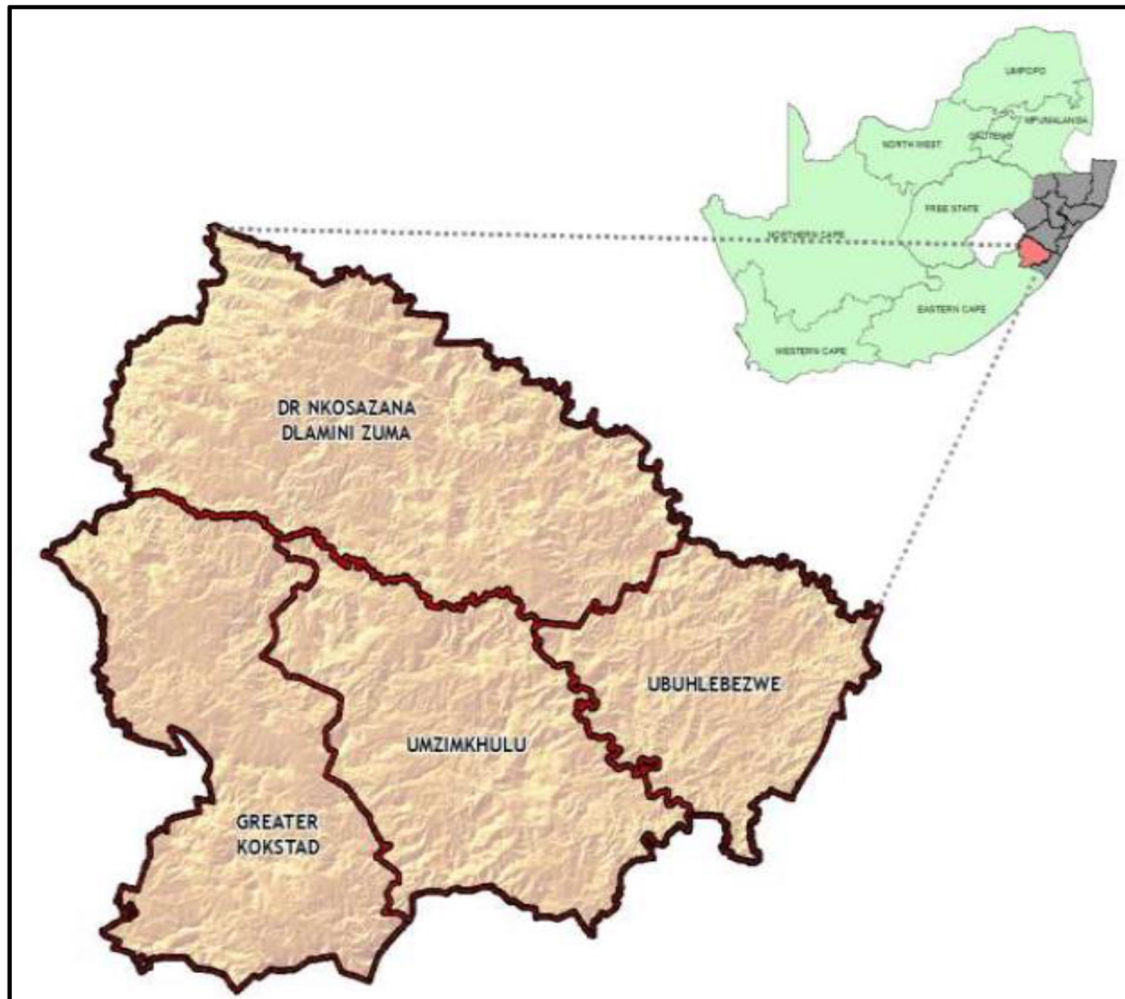 LIMPOPO
MPUMALANGA
GAUTENG
NORTH WEST
FREE STATE
NORTHERN CAPE
EASTERN CAPE
WESTERN CAPE
DR NKOSAZANA
DLAMINI ZUMA
UBUHLEBEZWE
UMZIMKHULU
GREATER
KOKSTAD